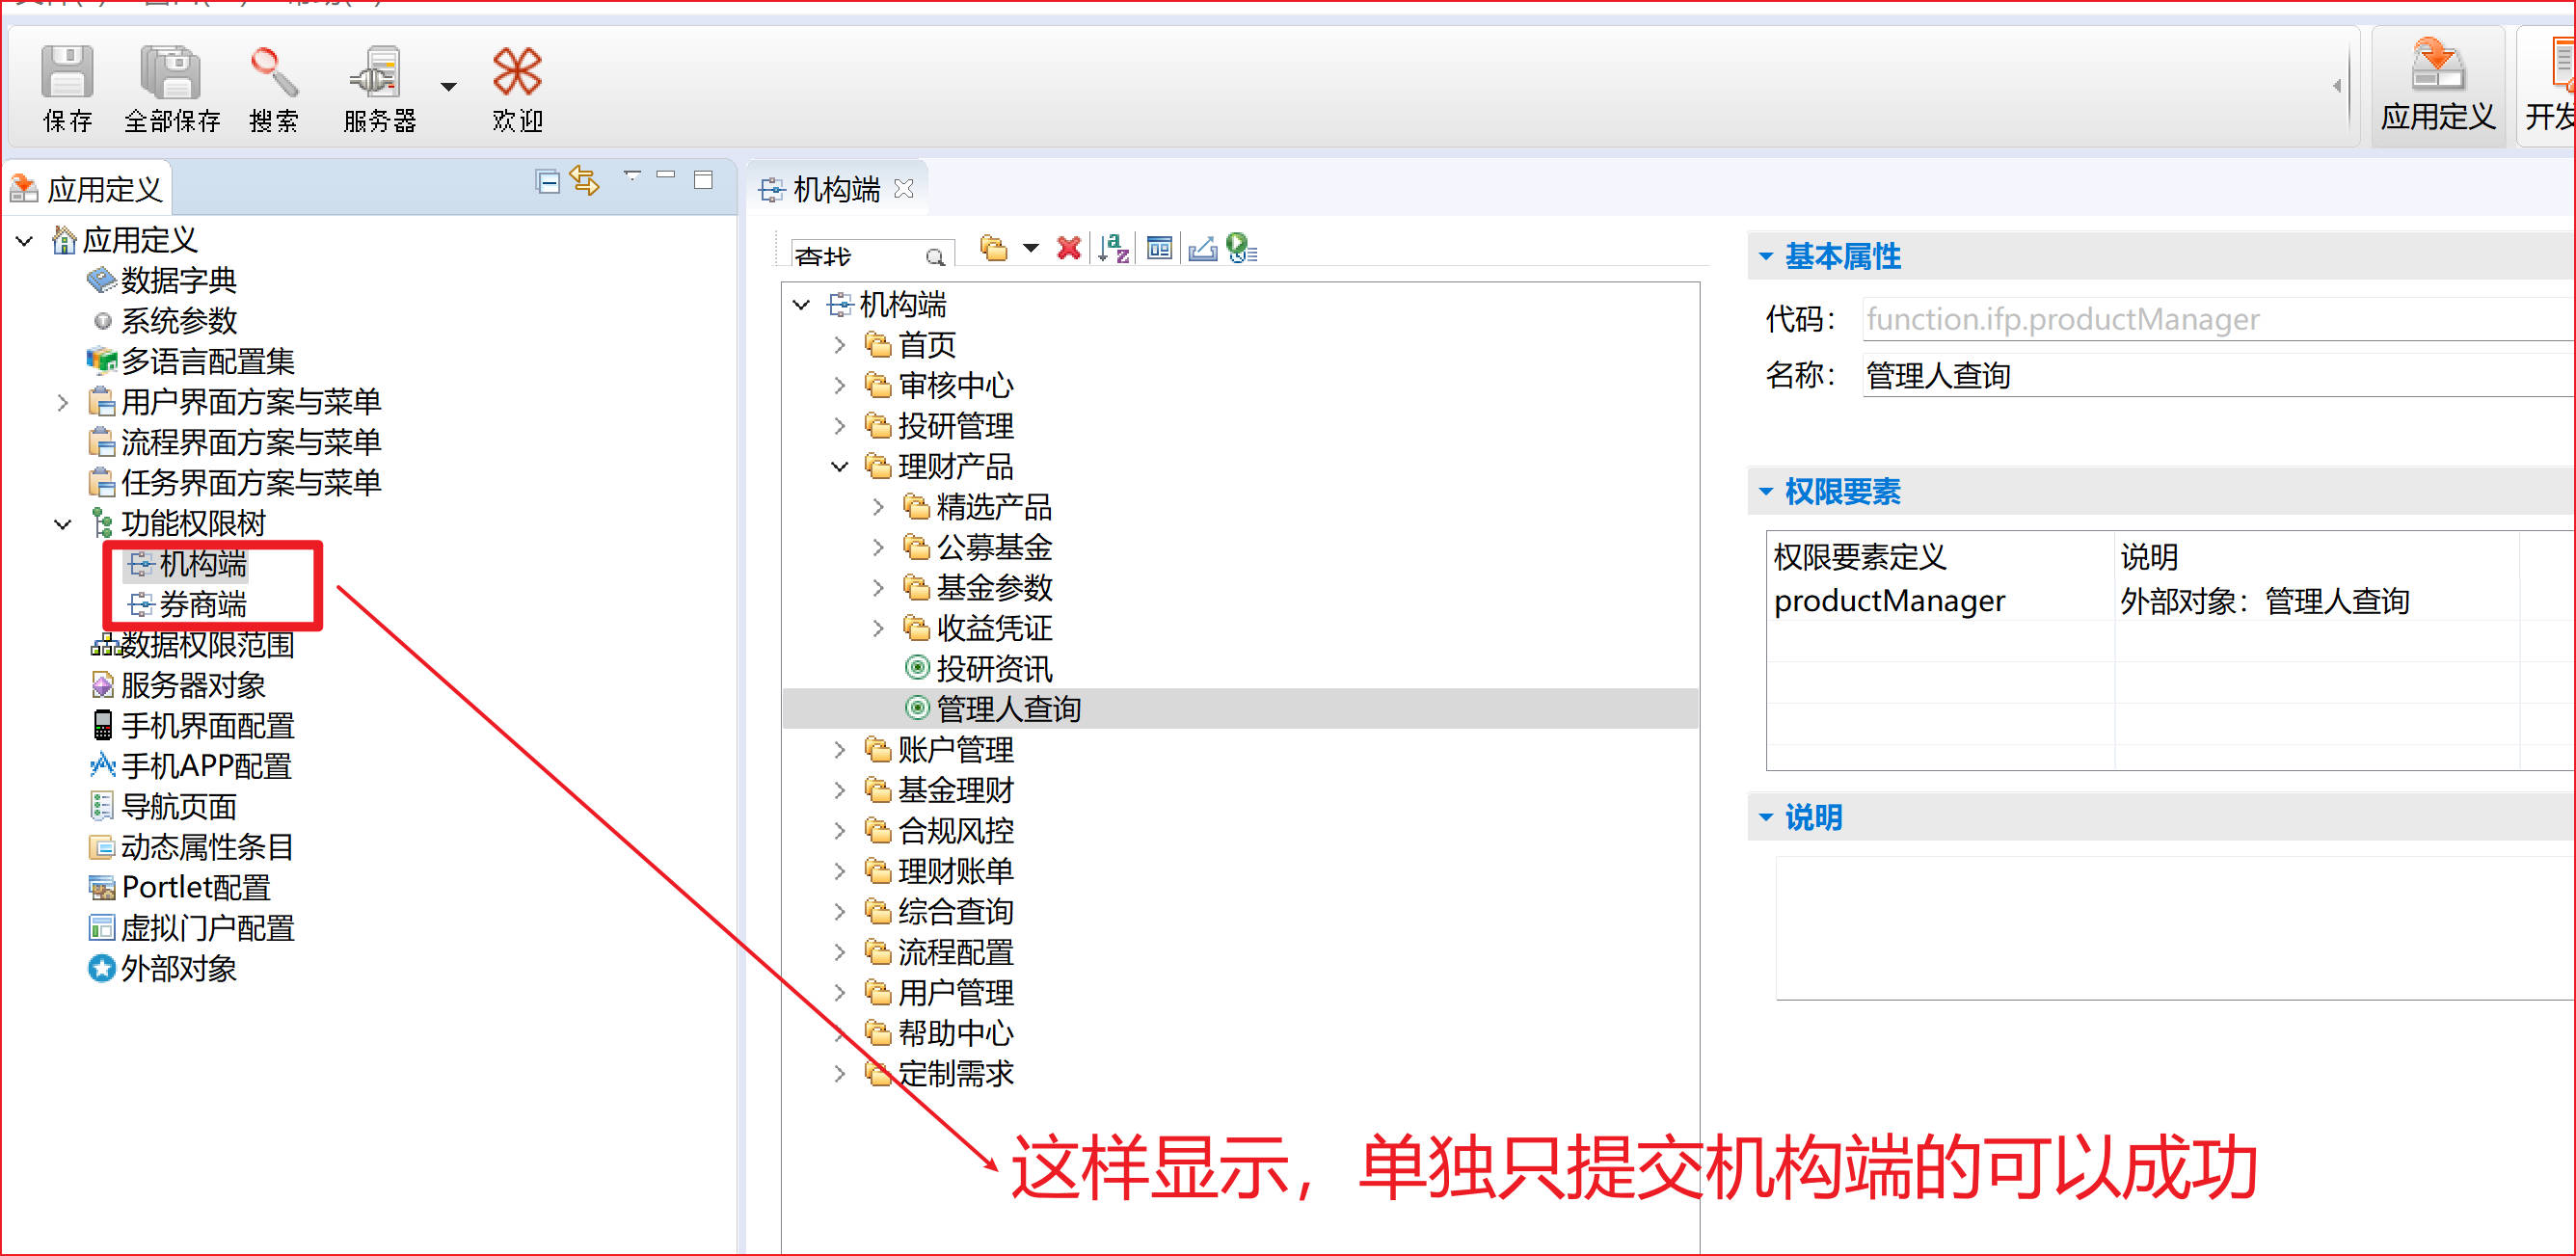 保存
全部保存
搜索
服务器
欢迎
应用定义
开发
应用定义
应用定义
数据字典
系统参数
多语言配置集
用户界面方案与菜单
流程界面方案与菜单
任务界面方案与菜单
功能权限树
机构端
券商端
数据权限范围
服务器对象
手机界面配置
手机APP配置
导航页面
动态属性条目
Portlet配置
虚拟门户配置
外部对象
机构端
查找
机构端
首页
审核中心
投研管理
理财产品
精选产品
公募基金
基金参数
收益凭证
投研资讯
管理人查询
账户管理
基金理财
合规风控
理财账单
综合查询
流程配置
用户管理
帮助中心
定制需求
基本属性
代码： function.ifp.productManager
名称： 管理人查询
权限要素
权限要素定义 说明
productManager 外部对象：管理人查询
说明
这样显示，单独只提交机构端的可以成功